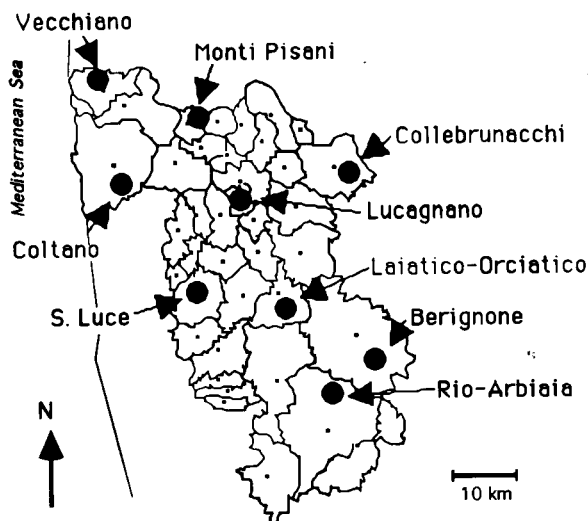 Vecchiano
Monti Pisani
Mediterranean Sea
Collebrunacchi
Lucagnano
Coltano
Laiatico-Orciatico
S. Luce
Berignone
Rio-Arbiaia
N
10 km